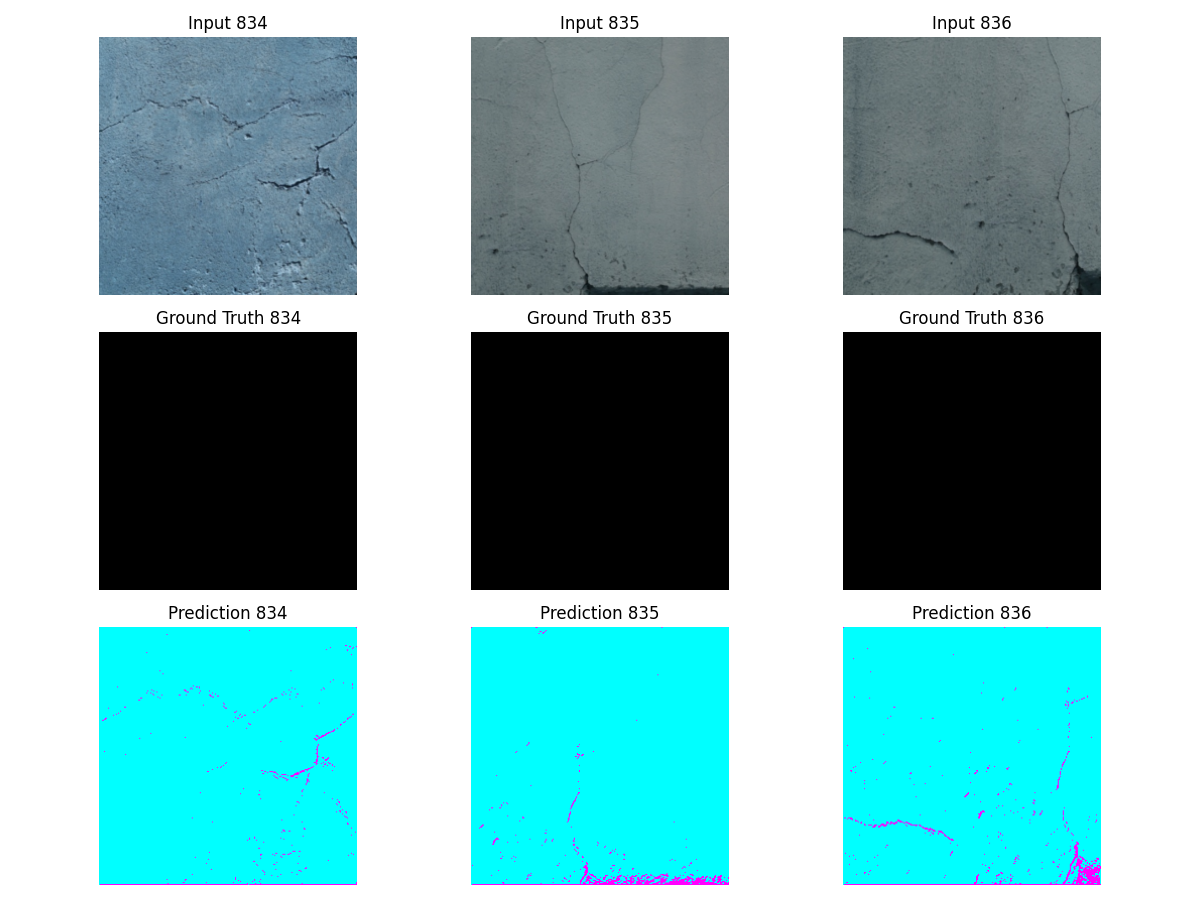 Input 834
Input 835
Input 836
Ground Truth 834
Ground Truth 835
Ground Truth 836
Prediction 834
Prediction 835
Prediction 836